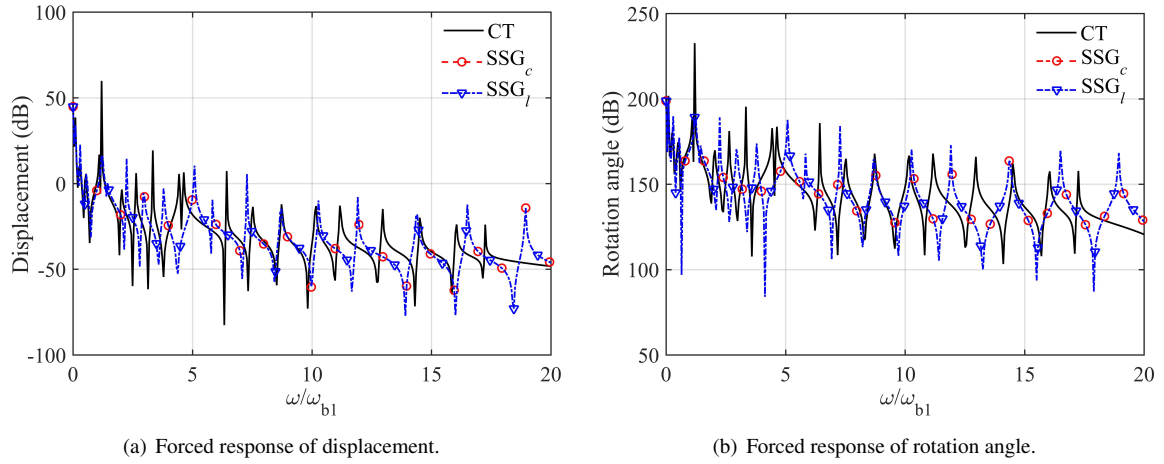 100
50
0
-50
-100
Displacement (dB)
0
5
10
15
20
ω/ω_b1
CT
SSG_c
SSG_l
(a) Forced response of displacement.
250
200
150
100
50
Rotation angle (dB)
0
5
10
15
20
ω/ω_b1
CT
SSG_c
SSG_l
(b) Forced response of rotation angle.